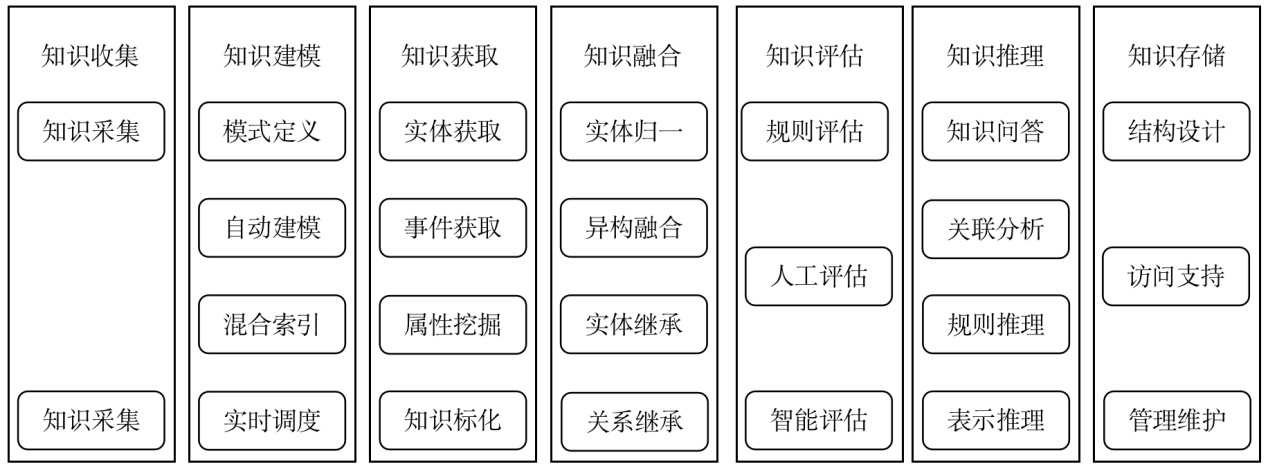 知识收集
知识采集
知识采集
知识建模
模式定义
自动建模
混合索引
实时调度
知识获取
实体获取
事件获取
属性挖掘
知识标化
知识融合
实体归一
异构融合
实体继承
关系继承
知识评估
规则评估
人工评估
智能评估
知识推理
知识问答
关联分析
规则推理
表示推理
知识存储
结构设计
访问支持
管理维护